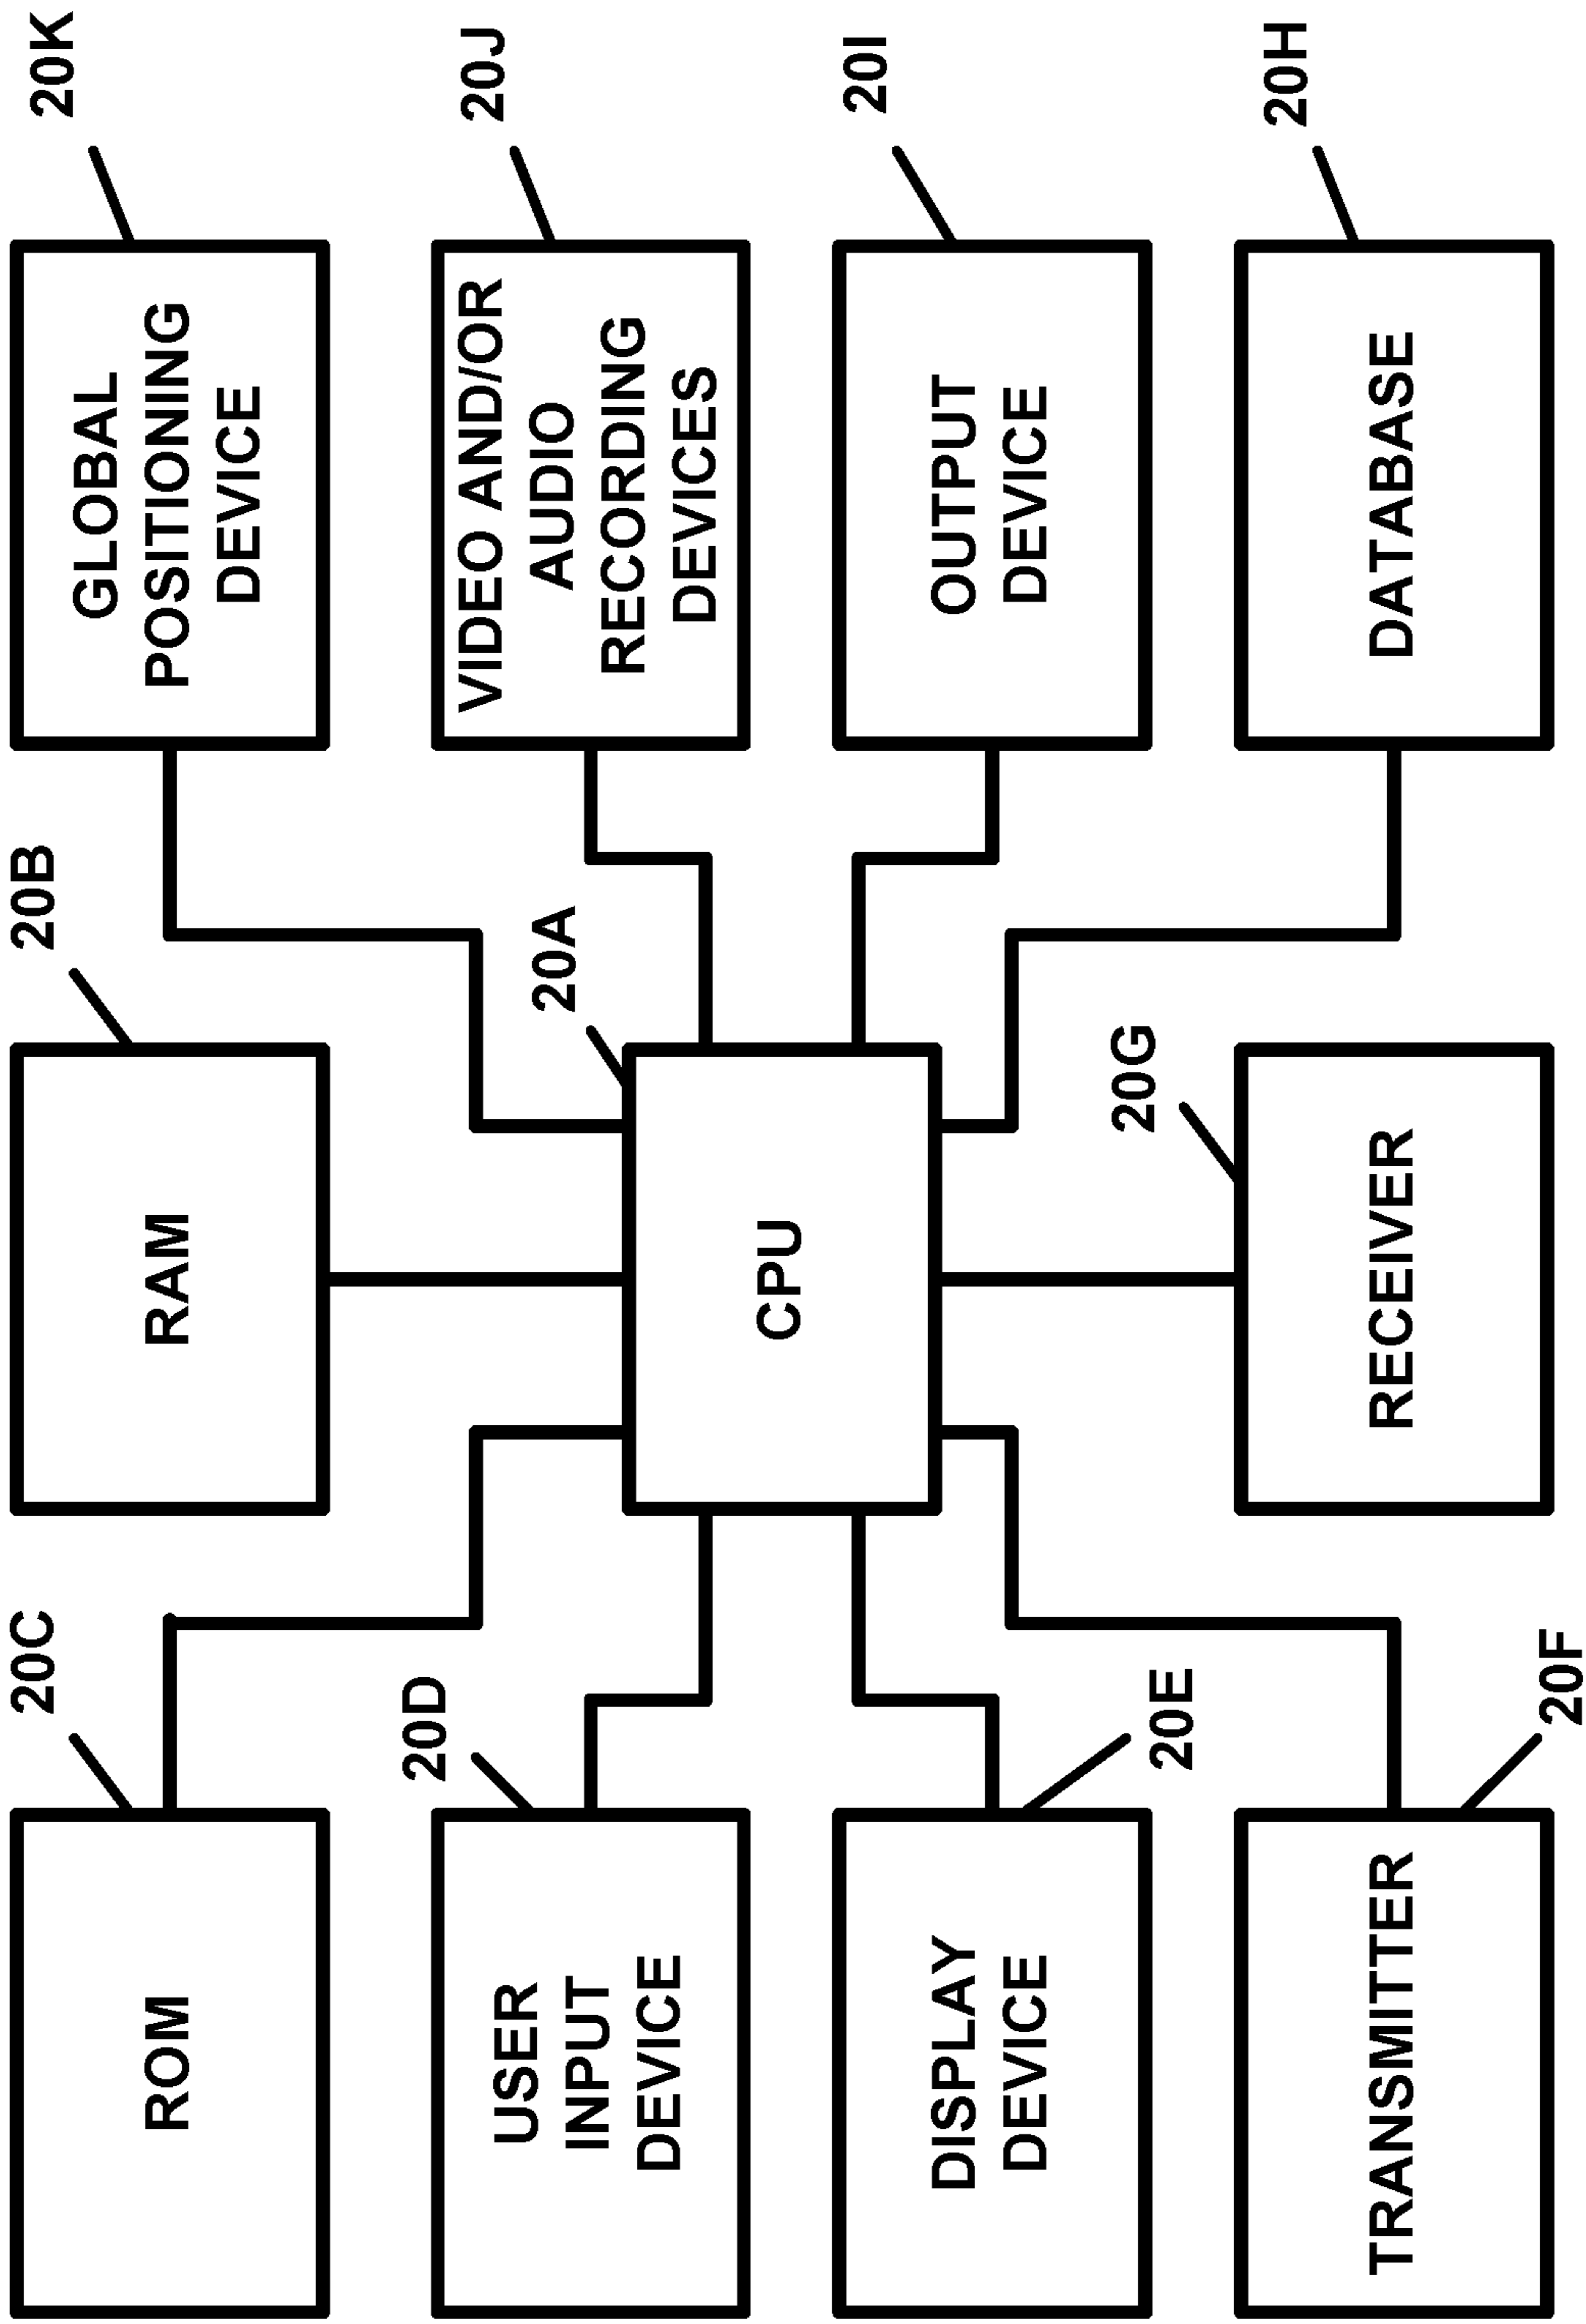 20C
ROM
20B
RAM
20K
GLOBAL
POSITIONING
DEVICE
20D
USER
INPUT
DEVICE
20A
CPU
20J
VIDEO AND/OR
AUDIO
RECORDING
DEVICES
20E
DISPLAY
DEVICE
20I
OUTPUT
DEVICE
20F
TRANSMITTER
20G
RECEIVER
20H
DATABASE